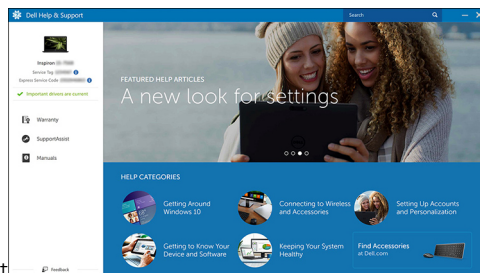 Dell Help & Support
Search
Inspiron
Service Tag
Express Service Code
Important drivers are current
Warranty
SupportAssist
Manuals
Feedback
FEATURED HELP ARTICLES
A new look for settings
HELP CATEGORIES
Getting Around
Windows 10
Connecting to Wireless
and Accessories
Setting Up Accounts
and Personalization
Getting to Know Your
Device and Software
Keeping Your System
Healthy
Find Accessories
at Dell.com